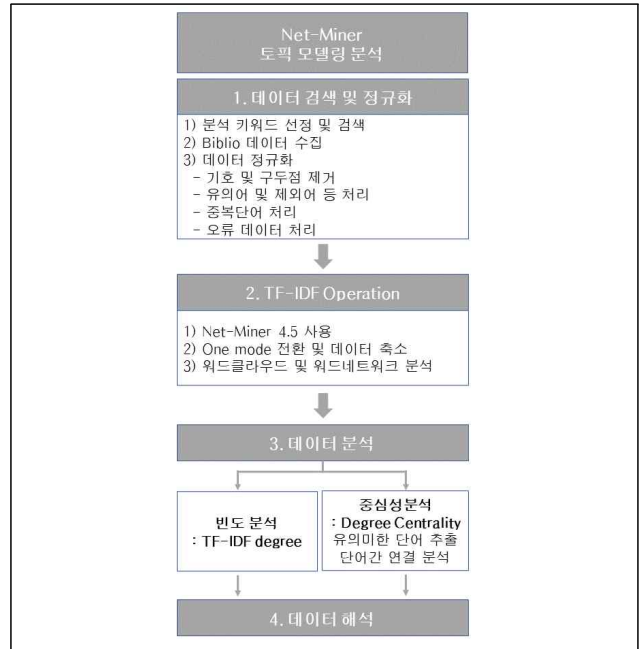 Net-Miner
토픽 모델링 분석
1. 데이터 검색 및 정규화
1) 분석 키워드 선정 및 검색
2) Biblio 데이터 수집
3) 데이터 정규화
- 기호 및 구두점 제거
- 유의어 및 제외어 등 처리
- 중복단어 처리
- 오류 데이터 처리
2. TF-IDF Operation
1) Net-Miner 4.5 사용
2) One mode 전환 및 데이터 축소
3) 워드클라우드 및 워드네트워크 분석
3. 데이터 분석
빈도 분석
: TF-IDF degree
중심성분석
: Degree Centrality
유의미한 단어 추출
단어간 연결 분석
4. 데이터 해석